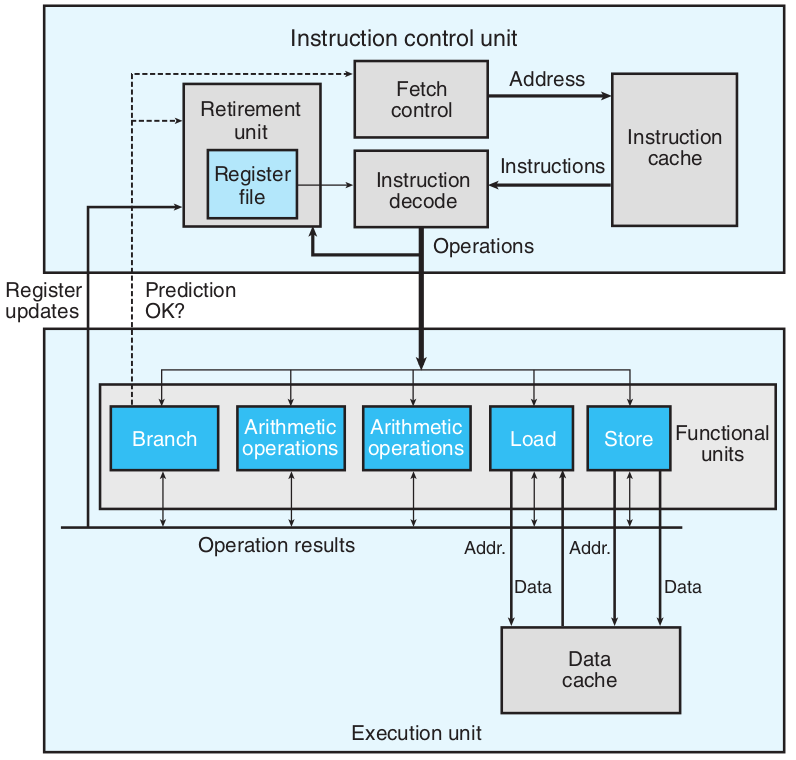 Instruction control unit
Fetch
control
Address
Instruction
cache
Retirement
unit
Register
file
Instruction
decode
Instructions
Operations
Register
updates
Prediction
OK?
Branch
Arithmetic
operations
Arithmetic
operations
Load
Store
Functional
units
Operation results
Addr.
Addr.
Data
Data
Data
cache
Execution unit